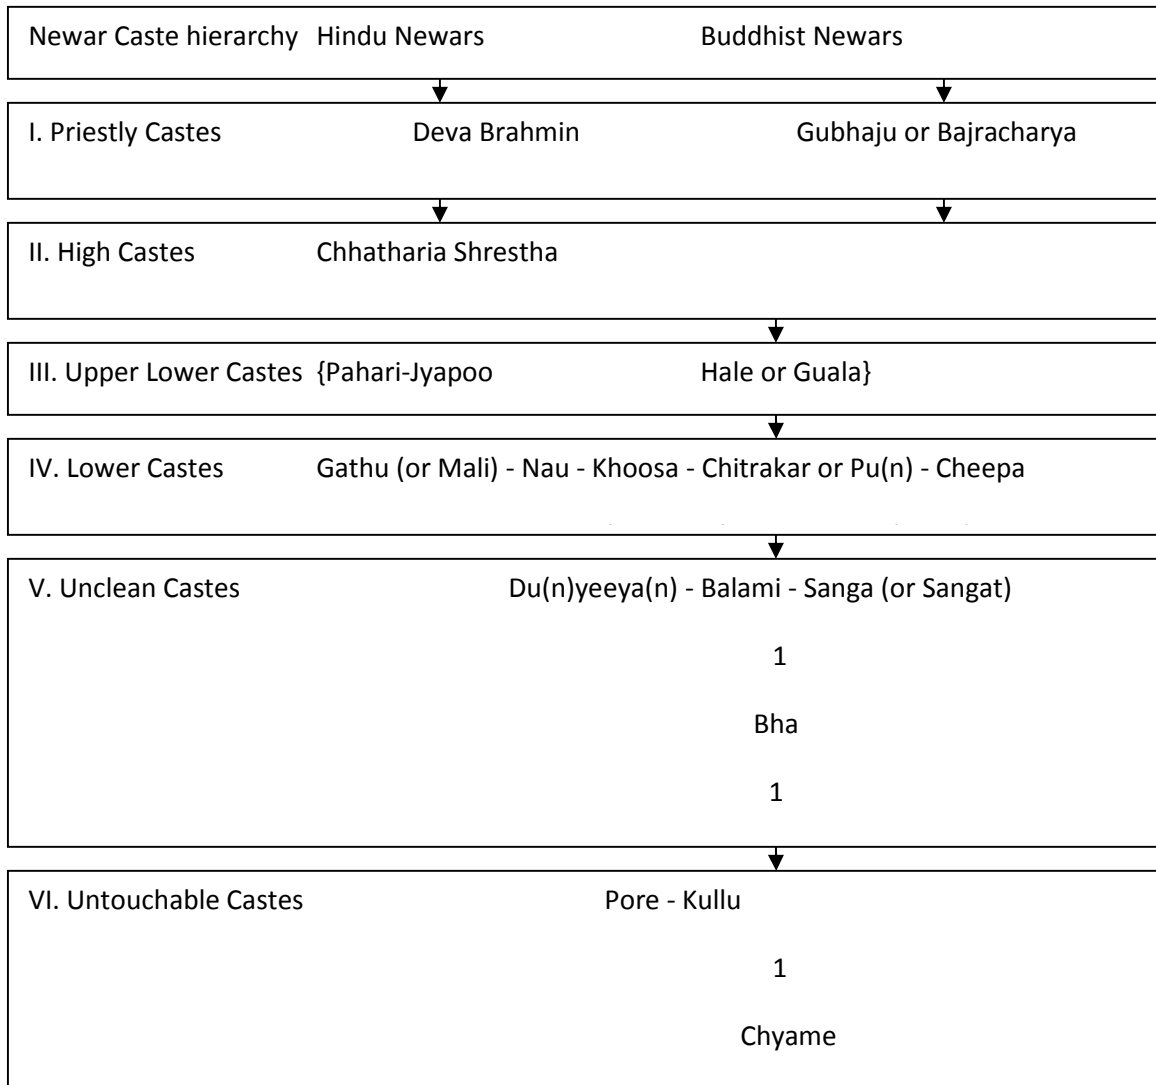 Newar Caste hierarchy Hindu Newars Buddhist Newars
I. Priestly Castes Deva Brahmin Gubhaju or Bajracharya
II. High Castes Chhatharia Shrestha
III. Upper Lower Castes {Pahari-Jyapoo Hale or Guala}
IV. Lower Castes Gathu (or Mali) - Nau - Khoosa - Chitrakar or Pu(n) - Cheepa
V. Unclean Castes Du(n)yeeya(n) - Balami - Sanga (or Sangat)
1
Bha
1
VI. Untouchable Castes Pore - Kullu
1
Chyame